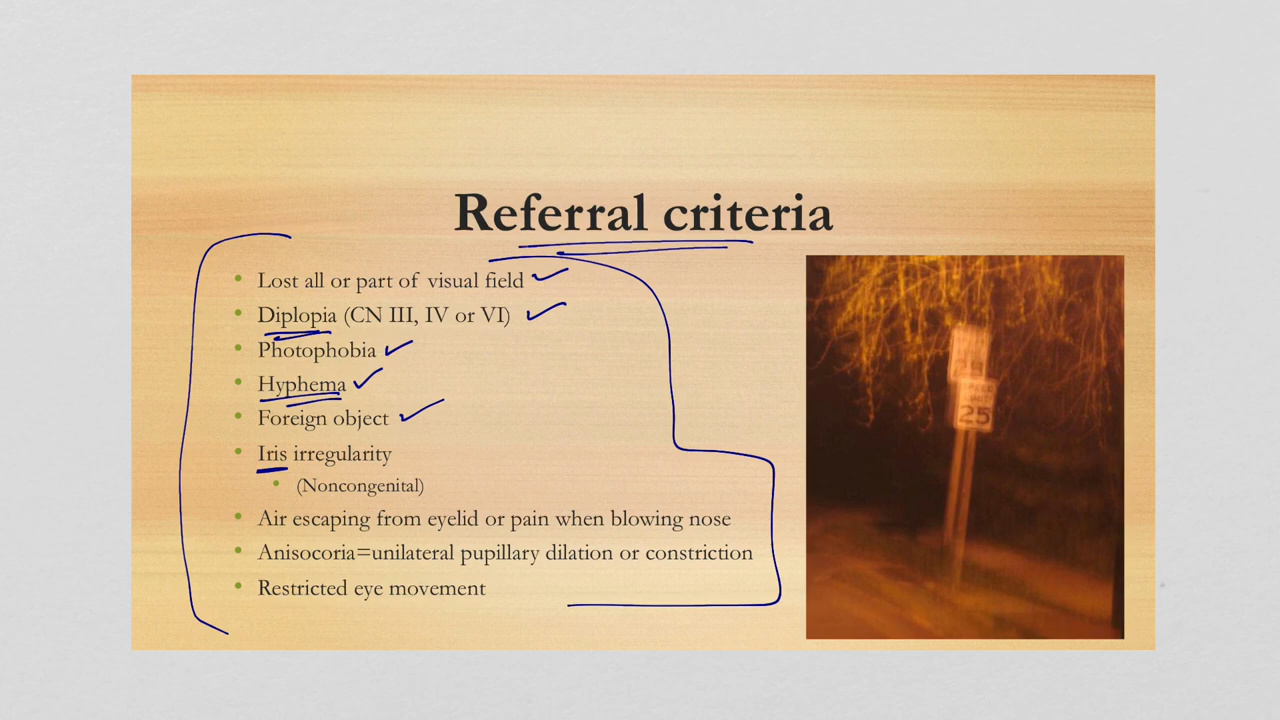 Referral criteria
• Lost all or part of visual field
• Diplopia (CN III, IV or VI)
• Photophobia
• Hyphema
• Foreign object
• Iris irregularity
• (Noncongenital)
• Air escaping from eyelid or pain when blowing nose
• Anisocoria=unilateral pupillary dilation or constriction
• Restricted eye movement
SPEED
25